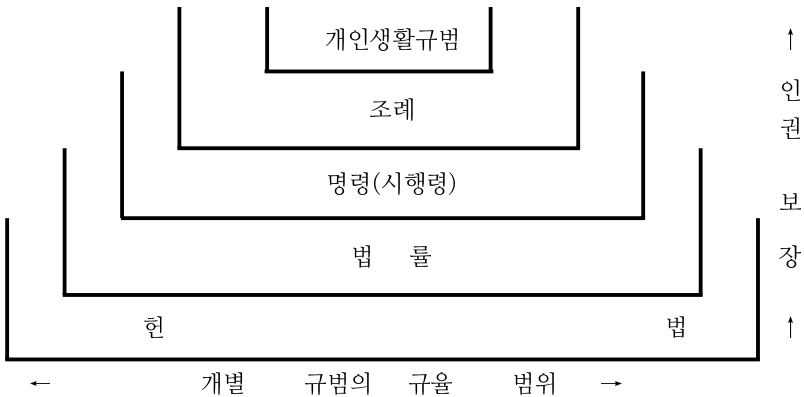 개인생활규범
조례
명령(시행령)
법 률
헌 법
← 개별 규범의 규율 범위 →
↑
인
권
보
장
↑